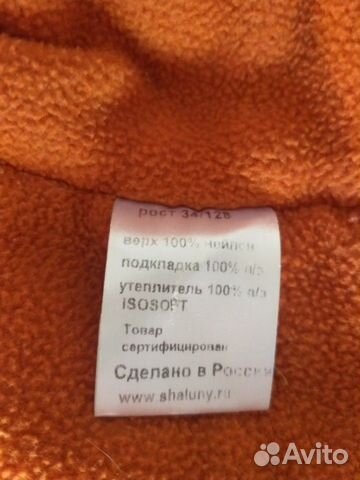 рост 34/128
верх 100% нейлон
подкладка 100% п/э
утеплитель 100% п/э
ISOSOFT
Товар
сертифицирован
Сделано в России
www.shaluny.ru
Avito